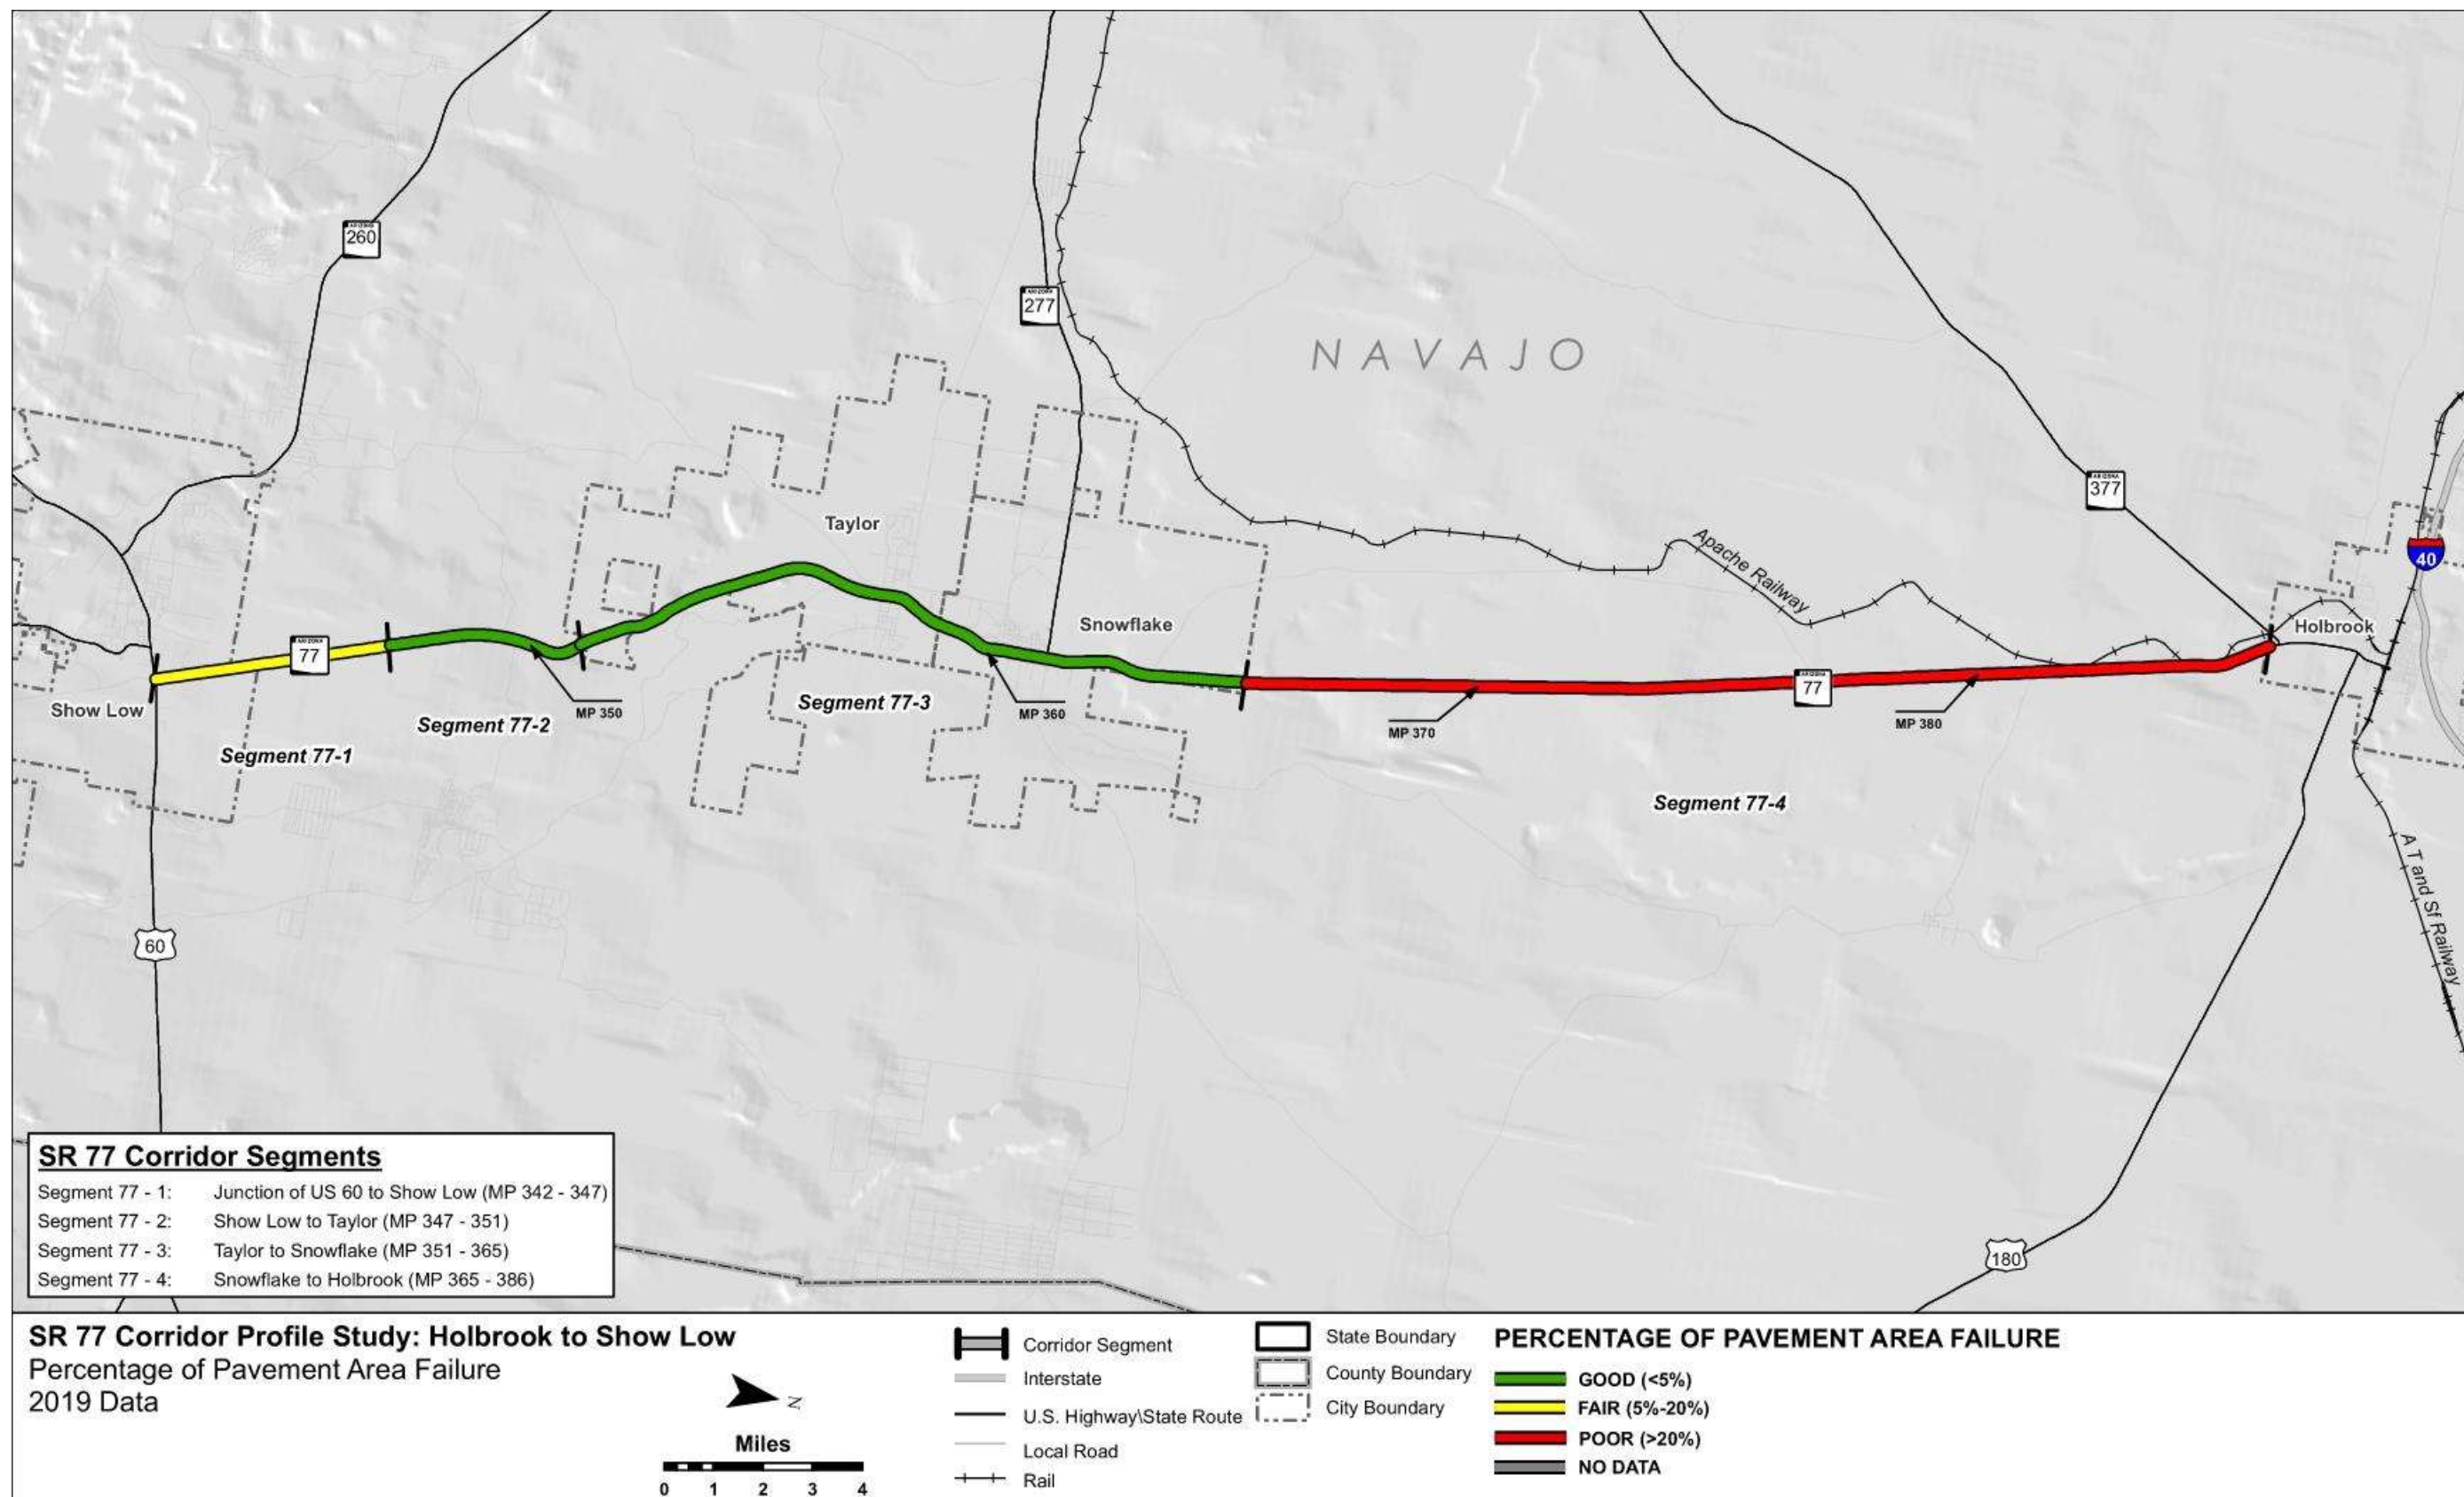 ARIZONA
260
ARIZONA
277
NAVAJO
ARIZONA
377
40
Taylor
Apache Railway
Snowflake
Holbrook
ARIZONA
77
Show Low
Segment 77-1
Segment 77-2
MP 350
Segment 77-3
MP 360
MP 370
ARIZONA
77
MP 380
Segment 77-4
A T and Sf Railway
60
180
SR 77 Corridor Segments
Segment 77 - 1: Junction of US 60 to Show Low (MP 342 - 347)
Segment 77 - 2: Show Low to Taylor (MP 347 - 351)
Segment 77 - 3: Taylor to Snowflake (MP 351 - 365)
Segment 77 - 4: Snowflake to Holbrook (MP 365 - 386)
SR 77 Corridor Profile Study: Holbrook to Show Low
Percentage of Pavement Area Failure
2019 Data
N
Miles
0 1 2 3 4
Corridor Segment
Interstate
U.S. Highway\State Route
Local Road
Rail
State Boundary
County Boundary
City Boundary
PERCENTAGE OF PAVEMENT AREA FAILURE
GOOD (<5%)
FAIR (5%-20%)
POOR (>20%)
NO DATA